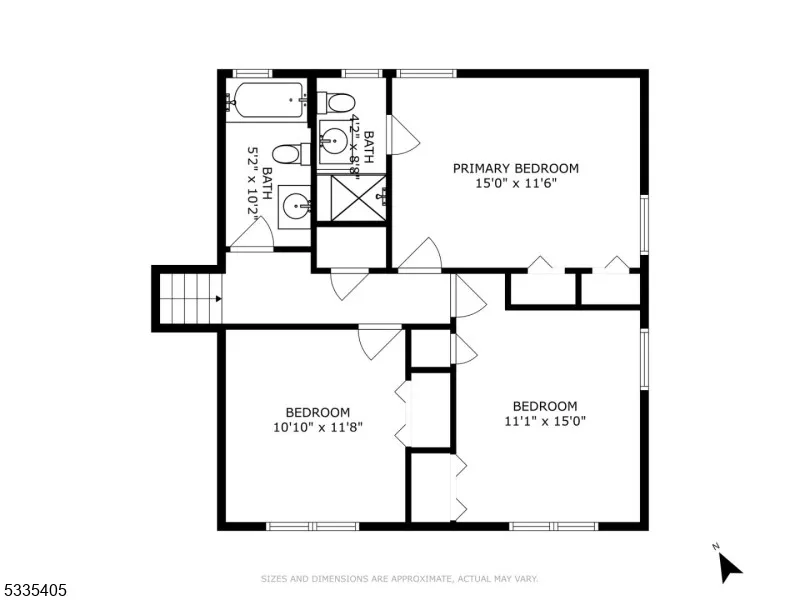 BATH
5'2" x 10'2"
BATH
4'2" x 8'8"
PRIMARY BEDROOM
15'0" x 11'6"
BEDROOM
10'10" x 11'8"
BEDROOM
11'1" x 15'0"
N
SIZES AND DIMENSIONS ARE APPROXIMATE, ACTUAL MAY VARY.
5335405